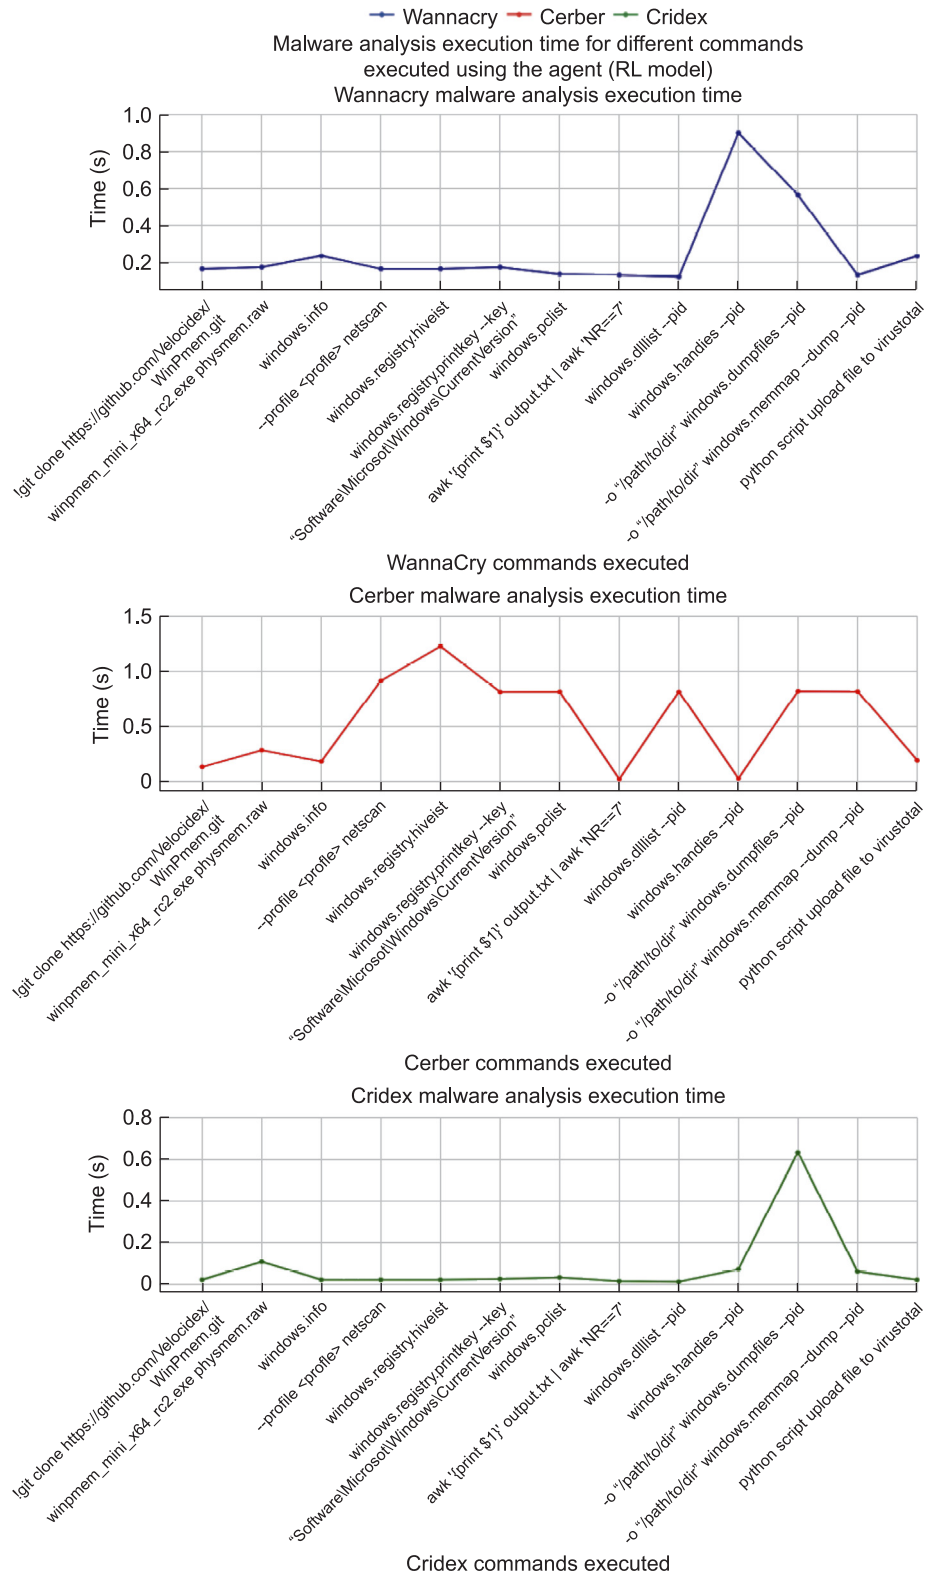 Wannacry Cerber Cridex
Malware analysis execution time for different commands
executed using the agent (RL model)
Wannacry malware analysis execution time
1.0
0.8
0.6
0.4
0.2
Time (s)
!git clone https://github.com/Velocidex/
WinPmem.git
winpmem_mini_x64_rc2.exe physmem.raw
windows.info
--profile <profle> netscan
windows.registry.hiveist
windows.registry.printkey --key
“Software\Microsot\Windows\CurrentVersion”
windows.pclist
awk '{print $1}' output.txt | awk 'NR==7'
windows.dlllist --pid
windows.handies --pid
-o “/path/to/dir” windows.dumpfiles --pid
-o “/path/to/dir” windows.memmap --dump --pid
python script upload file to virustotal
WannaCry commands executed
Cerber malware analysis execution time
1.5
1.0
0.5
0
Time (s)
!git clone https://github.com/Velocidex/
WinPmem.git
winpmem_mini_x64_rc2.exe physmem.raw
windows.info
--profile <profle> netscan
windows.registry.hiveist
windows.registry.printkey --key
“Software\Microsot\Windows\CurrentVersion”
windows.pclist
awk '{print $1}' output.txt | awk 'NR==7'
windows.dlllist --pid
windows.handies --pid
-o “/path/to/dir” windows.dumpfiles --pid
-o “/path/to/dir” windows.memmap --dump --pid
python script upload file to virustotal
Cerber commands executed
Cridex malware analysis execution time
0.8
0.6
0.4
0.2
0
Time (s)
!git clone https://github.com/Velocidex/
WinPmem.git
winpmem_mini_x64_rc2.exe physmem.raw
windows.info
--profile <profle> netscan
windows.registry.hiveist
windows.registry.printkey --key
“Software\Microsot\Windows\CurrentVersion”
windows.pclist
awk '{print $1}' output.txt | awk 'NR==7'
windows.dlllist --pid
windows.handies --pid
-o “/path/to/dir” windows.dumpfiles --pid
-o “/path/to/dir” windows.memmap --dump --pid
python script upload file to virustotal
Cridex commands executed